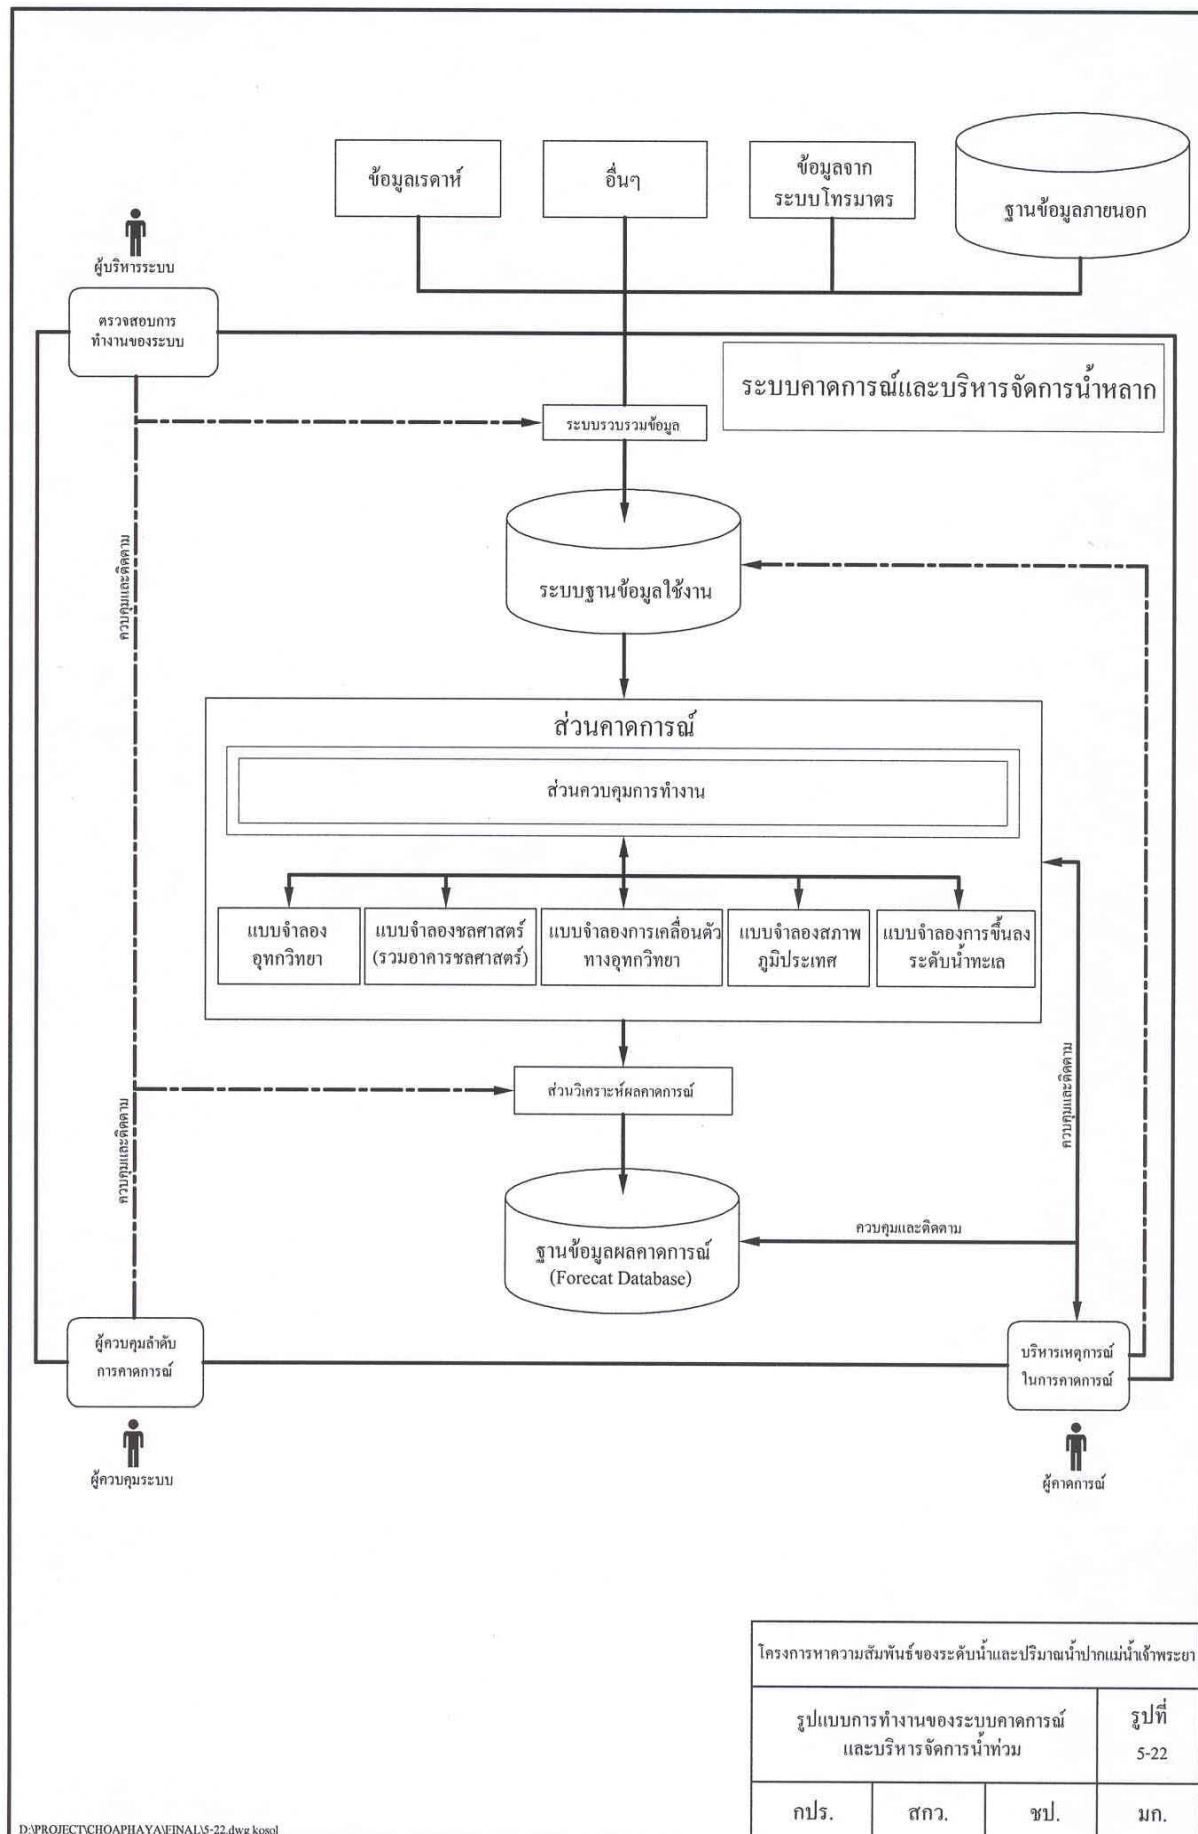 ข้อมูลเรดาห์
อื่นๆ
ข้อมูลจาก
ระบบโทรมาตร
ฐานข้อมูลภายนอก
ผู้บริหารระบบ
ตรวจสอบการ
ทำงานของระบบ
ระบบคาดการณ์และบริหารจัดการน้ำหลาก
ระบบรวบรวมข้อมูล
ควบคุมและติดตาม
ระบบฐานข้อมูลใช้งาน
ส่วนคาดการณ์
ส่วนควบคุมการทำงาน
แบบจำลอง
อุทกวิทยา
แบบจำลองชลศาสตร์
(รวมอาคารชลศาสตร์)
แบบจำลองการเคลื่อนตัว
ทางอุทกวิทยา
แบบจำลองสภาพ
ภูมิประเทศ
แบบจำลองการขึ้นลง
ระดับน้ำทะเล
ส่วนวิเคราะห์ผลคาดการณ์
ควบคุมและติดตาม
ควบคุมและติดตาม
ควบคุมและติดตาม
ฐานข้อมูลผลคาดการณ์
(Forecat Database)
ผู้ควบคุมลำดับ
การคาดการณ์
บริหารเหตุการณ์
ในการคาดการณ์
ผู้ควบคุมระบบ
ผู้คาดการณ์
โครงการหาความสัมพันธ์ของระดับน้ำและปริมาณน้ำปากแม่น้ำเจ้าพระยา
รูปแบบการทำงานของระบบคาดการณ์
และบริหารจัดการน้ำท่วม
รูปที่
5-22
กปร.
สกว.
ชป.
มก.
D:\PROJECT\CHOAPHAYA\FINAL\5-22.dwg kosol